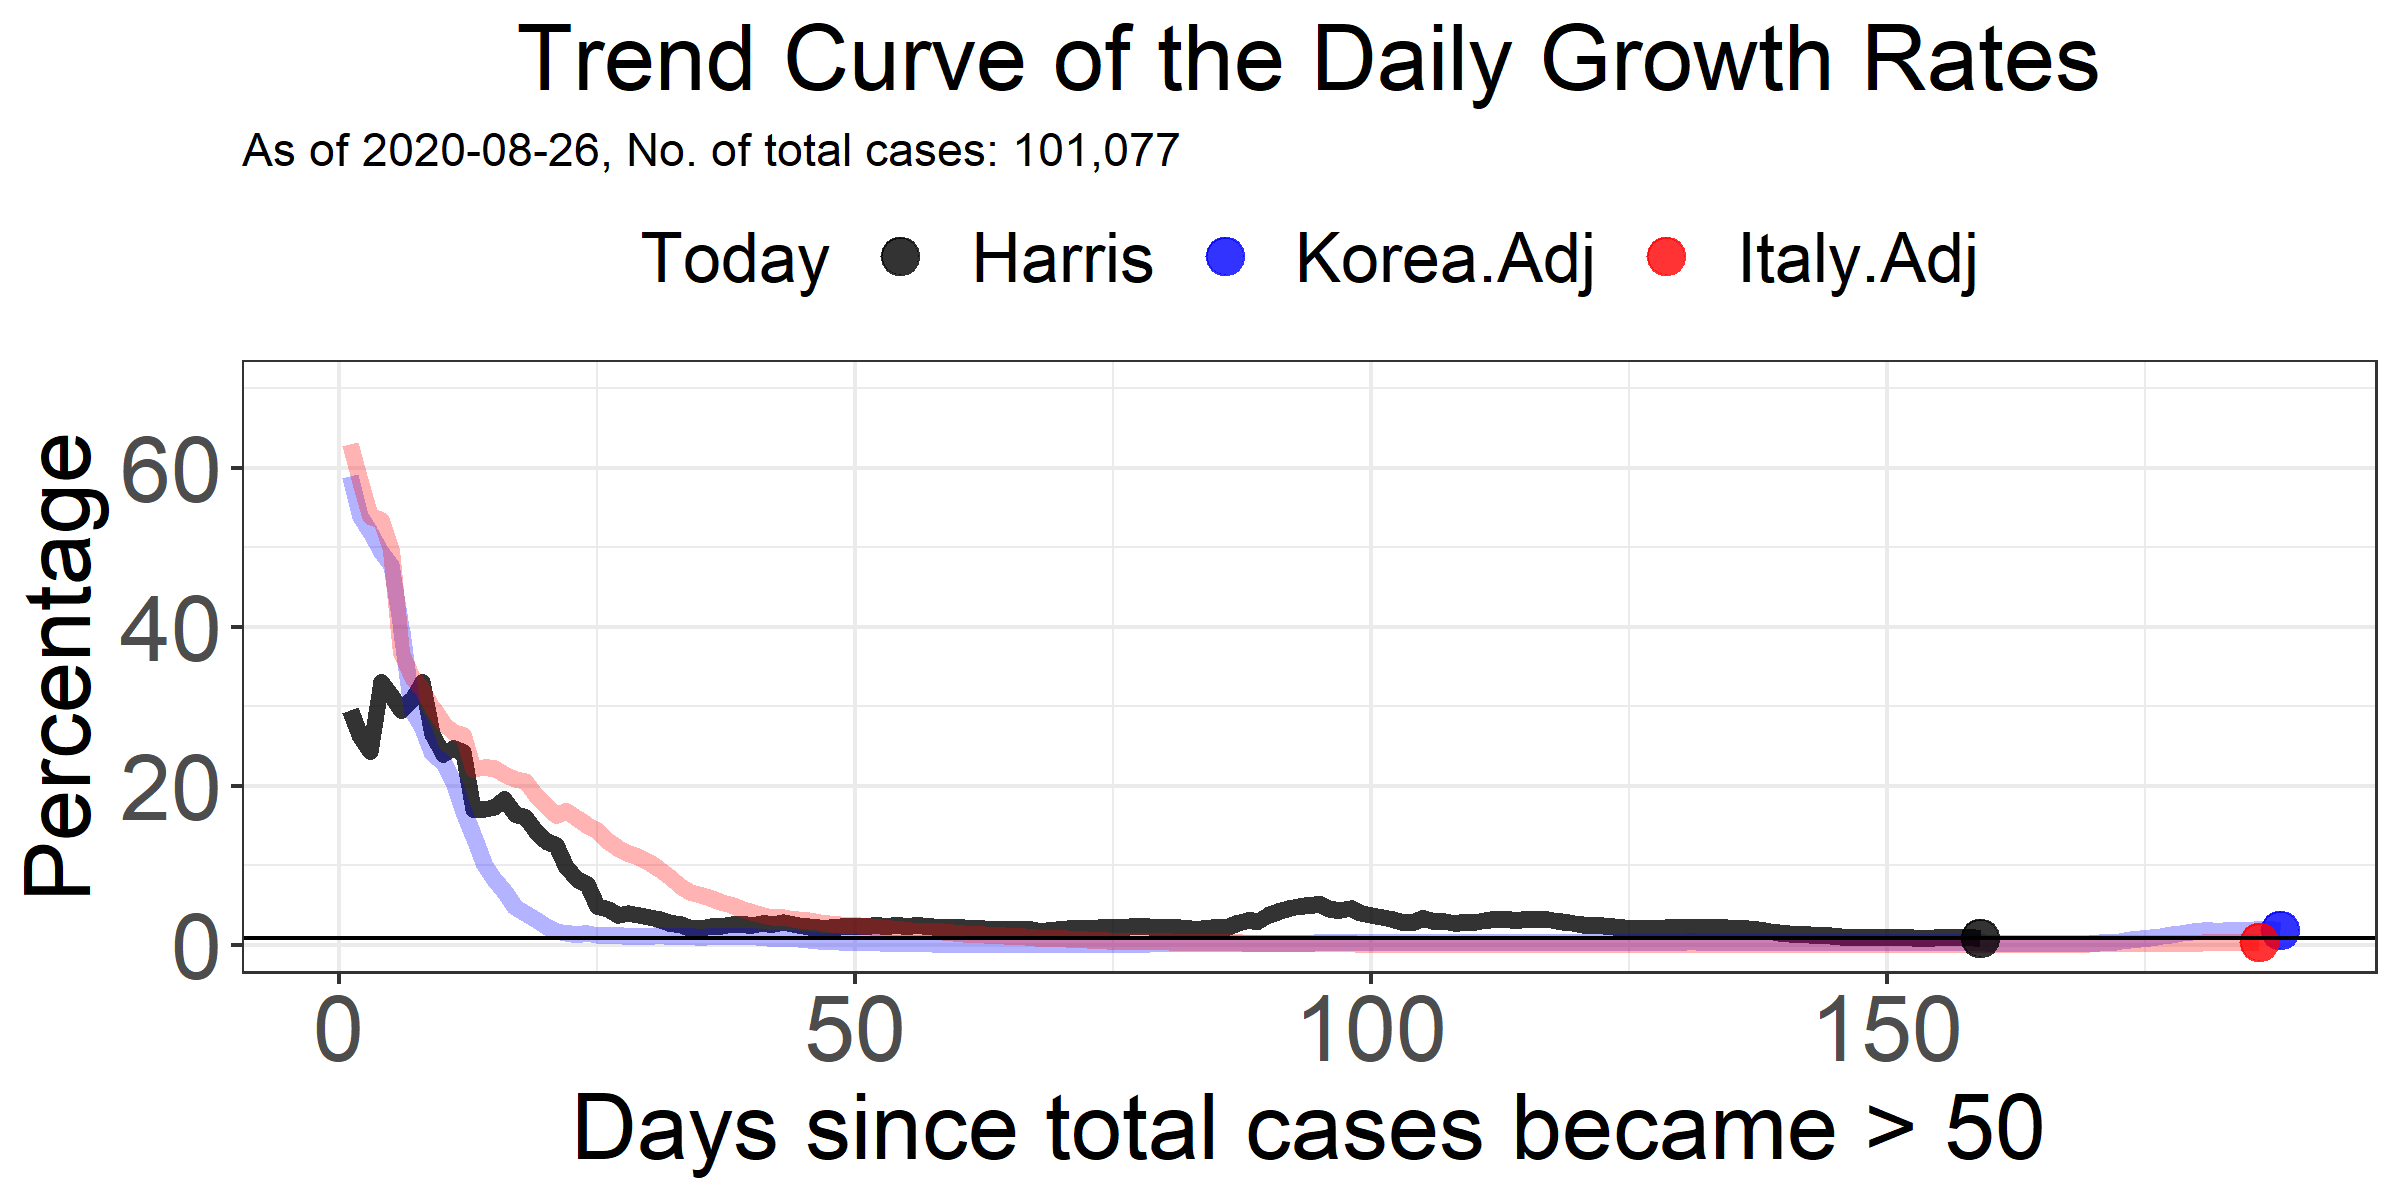 Trend Curve of the Daily Growth Rates
As of 2020-08-26, No. of total cases: 101,077
Today Harris Korea.Adj Italy.Adj
Percentage
60
40
20
0
0 50 100 150
Days since total cases became > 50